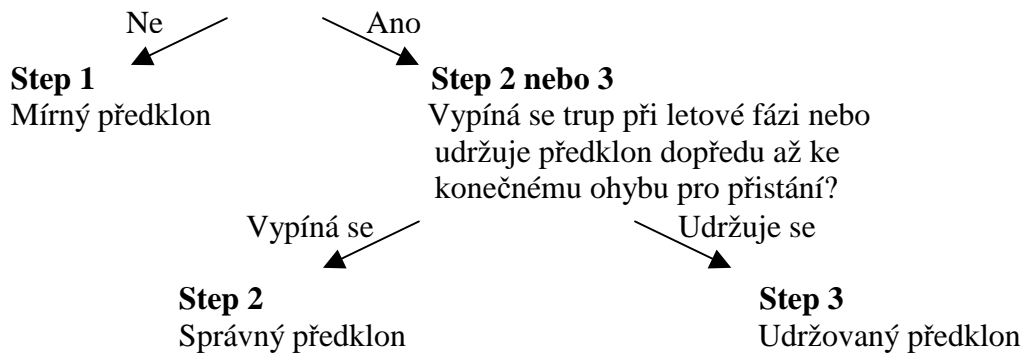 Ne Ano
Step 1 Step 2 nebo 3
Mírný předklon Vypíná se trup při letové fázi nebo
udržuje předklon dopředu až ke
konečnému ohybu pro přistání?
Vypíná se Udržuje se
Step 2 Step 3
Správný předklon Udržovaný předklon